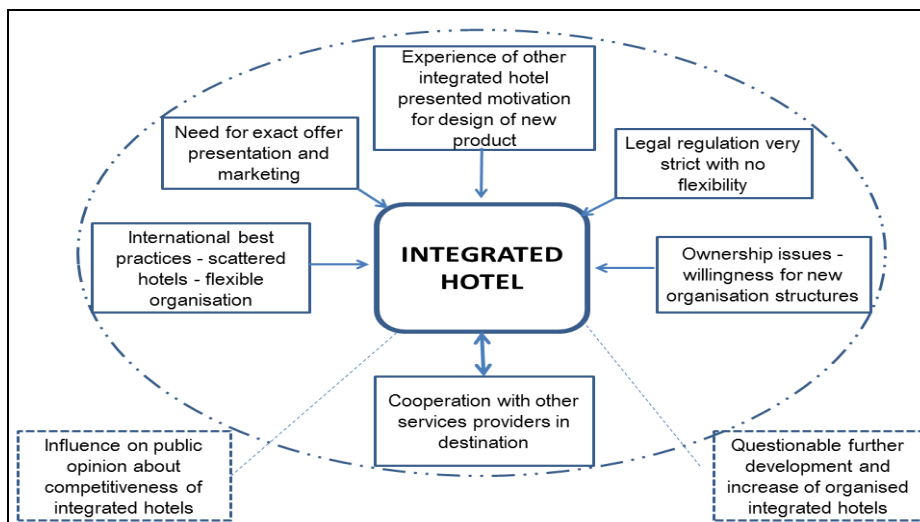 Experience of other
integrated hotel
presented motivation
for design of new
product
Need for exact offer
presentation and
marketing
Legal regulation very
strict with no
flexibility
International best
practices - scattered
hotels - flexible
organisation
INTEGRATED
HOTEL
Ownership issues -
willingness for new
organisation structures
Cooperation with other
services providers in
destination
Influence on public
opinion about
competitiveness of
integrated hotels
Questionable further
development and
increase of organised
integrated hotels